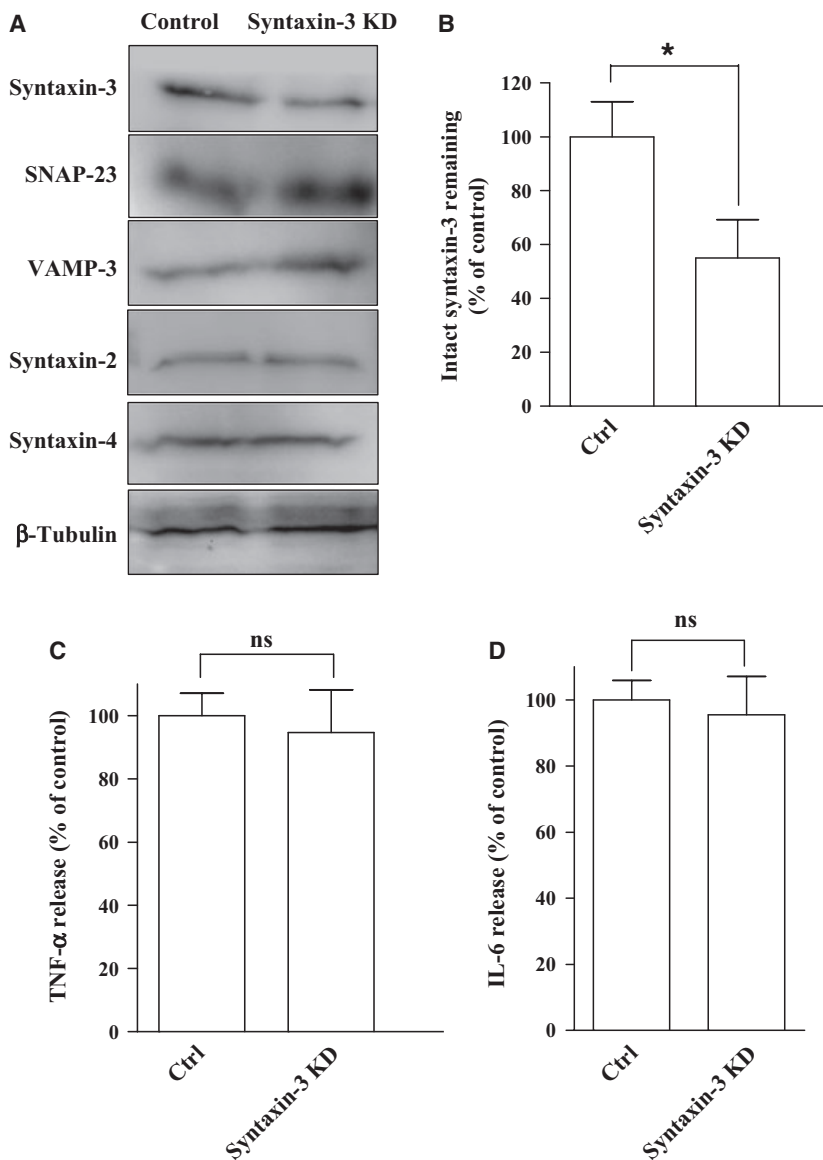 A
Control Syntaxin-3 KD
Syntaxin-3
SNAP-23
VAMP-3
Syntaxin-2
Syntaxin-4
β-Tubulin
B
*
Intact syntaxin-3 remaining
(% of control)
120
100
80
60
40
20
0
Ctrl
Syntaxin-3 KD
C
ns
TNF-α release (% of control)
100
80
60
40
20
0
Ctrl
Syntaxin-3 KD
D
ns
IL-6 release (% of control)
100
80
60
40
20
0
Ctrl
Syntaxin-3 KD